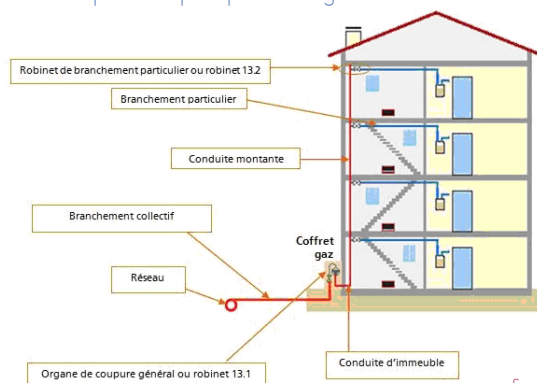 Robinet de branchement particulier ou robinet 13.2
Branchement particulier
Conduite montante
Branchement collectif
Coffret
gaz
Réseau
Organe de coupure général ou robinet 13.1
Conduite d'immeuble